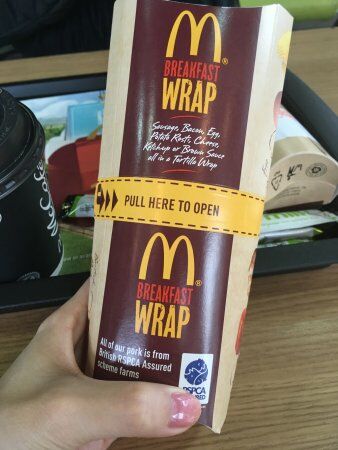 BREAKFAST
WRAP
Sausage, Bacon, Egg,
Potato Rosti, Cheese,
Ketchup or Brown Sauce
all in a Tortilla Wrap
PULL HERE TO OPEN
BREAKFAST
WRAP
All of our pork is from
British RSPCA Assured
scheme farms
RSPCA
ASSURED